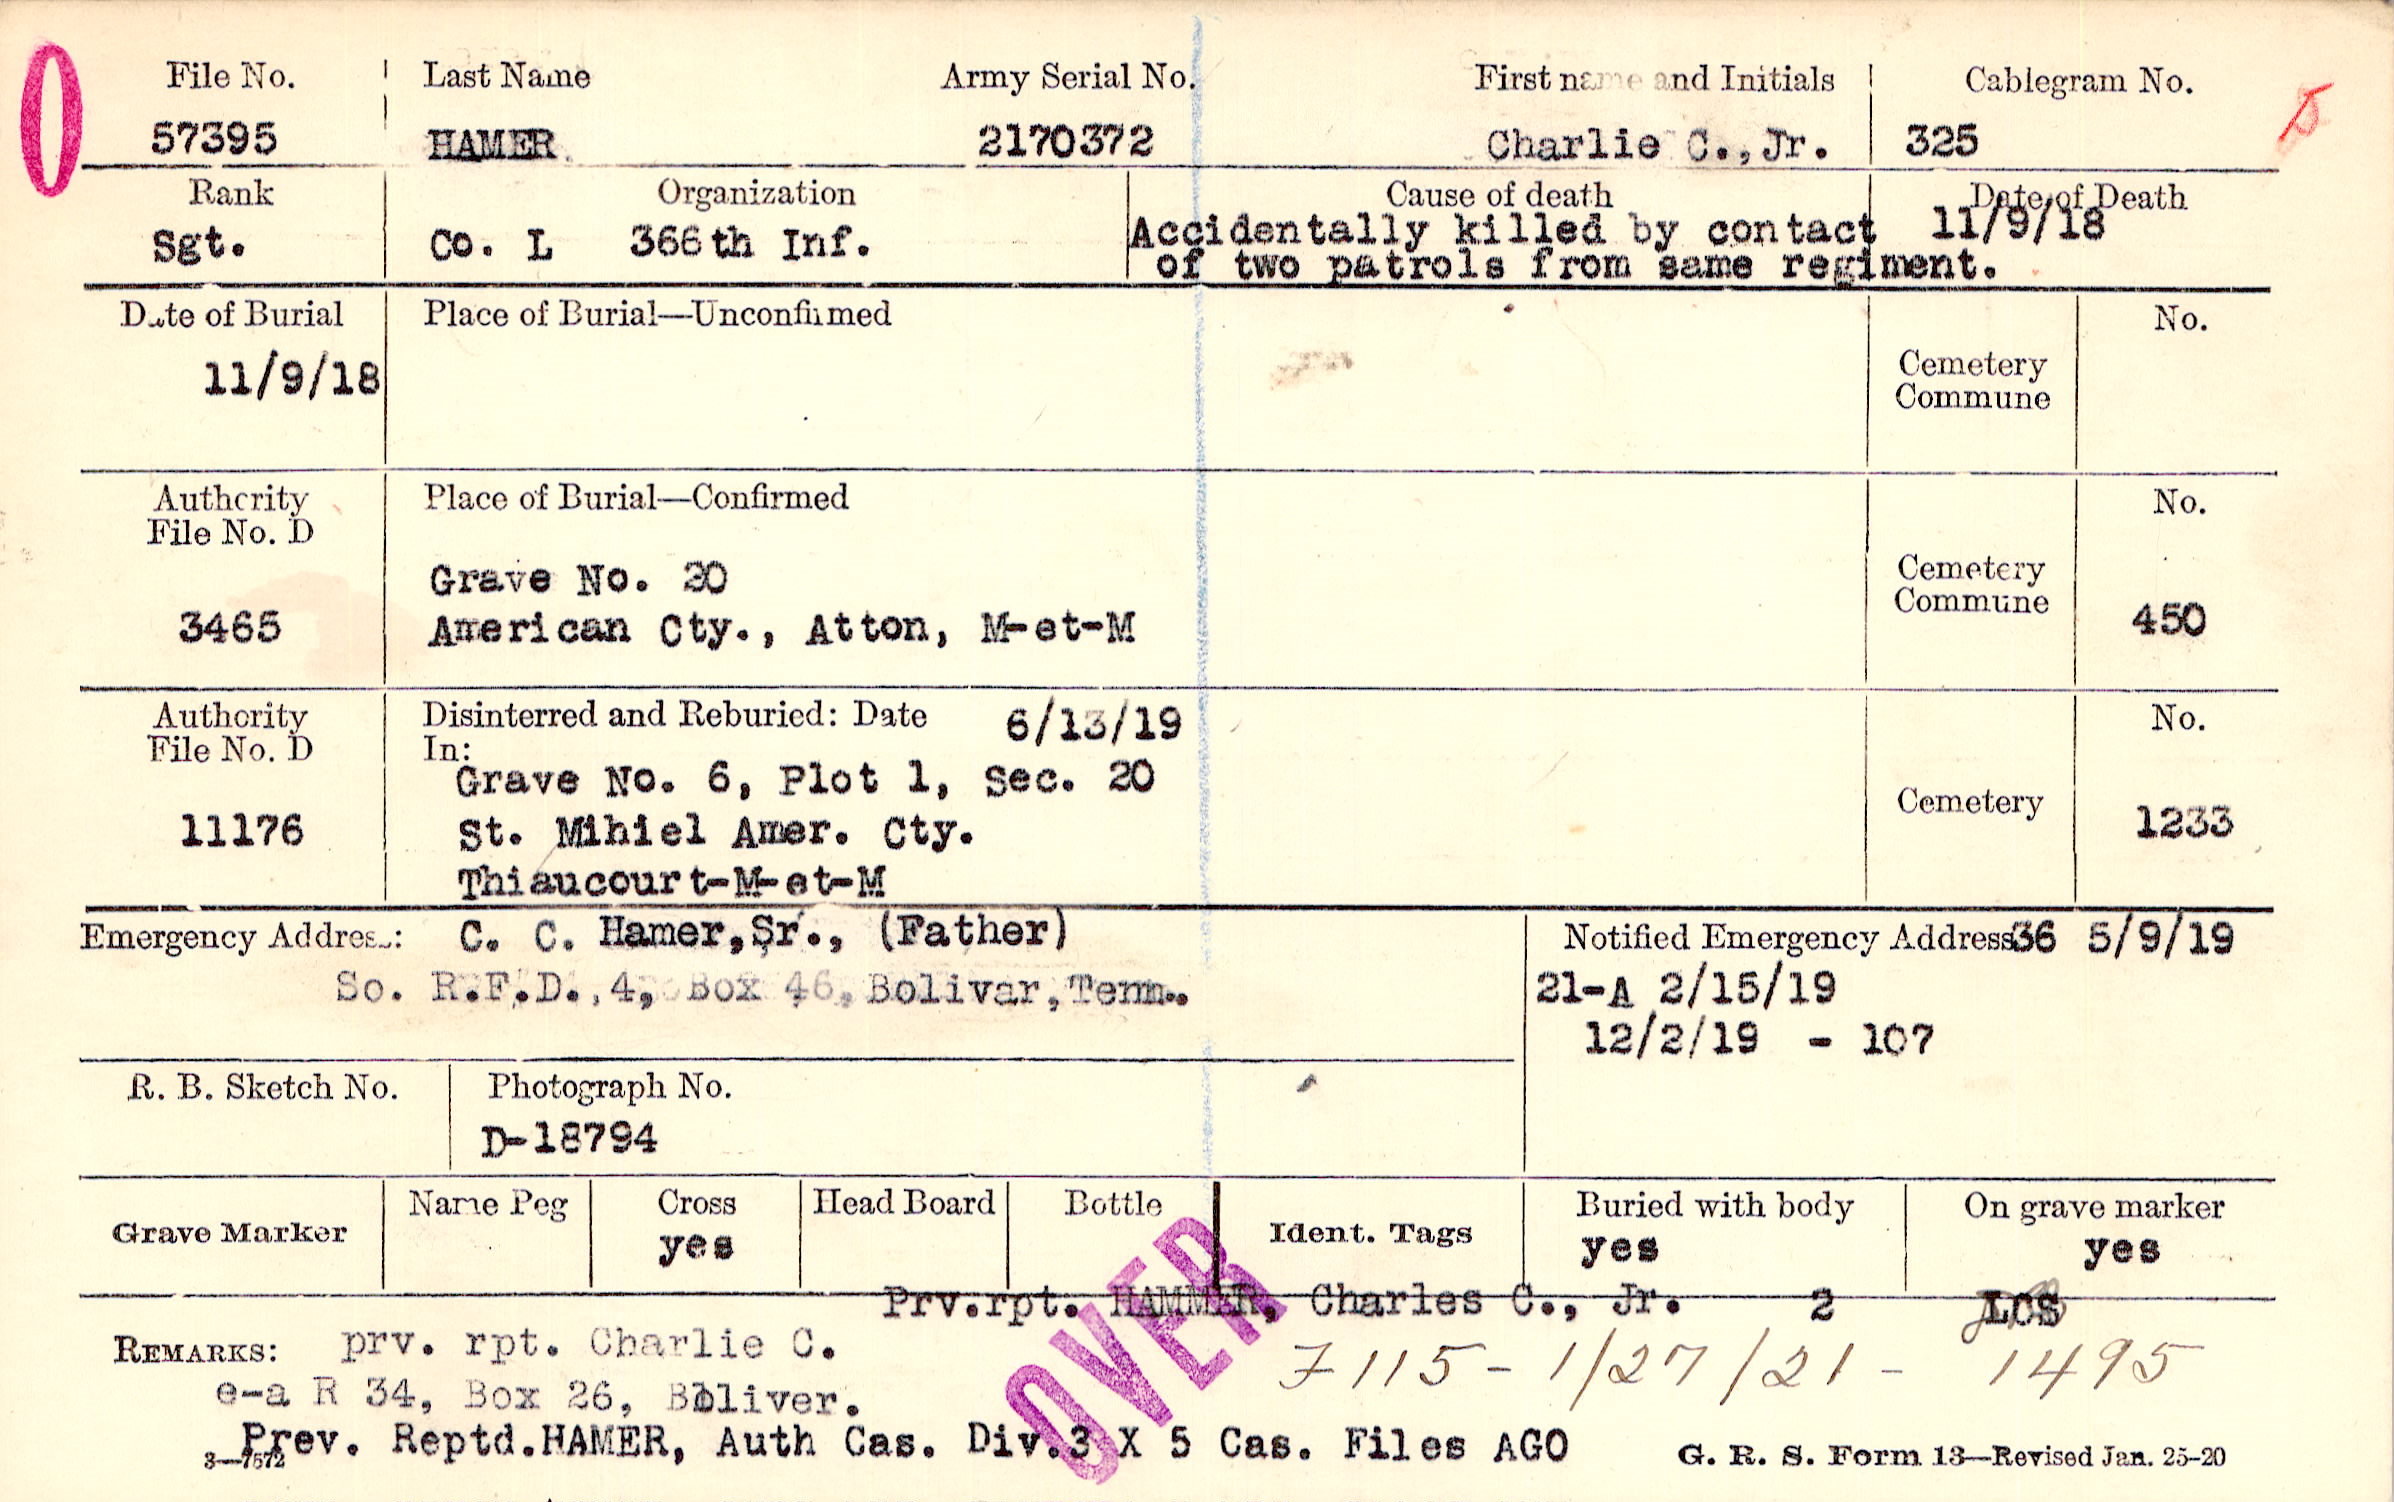 File No. Last Name Army Serial No. First name and Initials Cablegram No.
57395 HAMER 2170372 Charlie C., Jr. 325
Rank Organization Cause of death Date of Death
Sgt. Co. L 366th Inf. Accidentally killed by contact 11/9/18
of two patrols from same regiment.
Date of Burial Place of Burial—Unconfirmed No.
11/9/18
Cemetery
Commune
Authority Place of Burial—Confirmed No.
File No. D
Grave No. 20 Cemetery
3465 American Cty., Atton, M-et-M Commune 450
Authority Disinterred and Reburied: Date 6/13/19 No.
File No. D In:
Grave No. 6, Plot 1, Sec. 20
Cemetery
11176 St. Mihiel Amer. Cty. 1233
Thiaucourt-M-et-M
Emergency Address: C. C. Hamer, Sr., (Father) Notified Emergency Address 36 5/9/19
So. R.F.D., 4, Box 46, Bolivar, Tenn. 21-A 2/15/19
12/2/19 - 107
R. B. Sketch No. Photograph No.
D-18794
Grave Marker Name Peg Cross Head Board Bottle Ident. Tags Buried with body On grave marker
yes yes yes
Prv.rpt. HAMMER, Charles C., Jr. 2 LCS
OVER
REMARKS: prv. rpt. Charlie C. 7115 - 1/27/21 - 1495
e-a R 34, Box 26, Boliver.
Prev. Reptd.HAMER, Auth Cas. Div.3 X 5 Cas. Files AGO
3—7572 G. R. S. Form 13—Revised Jan. 25-20